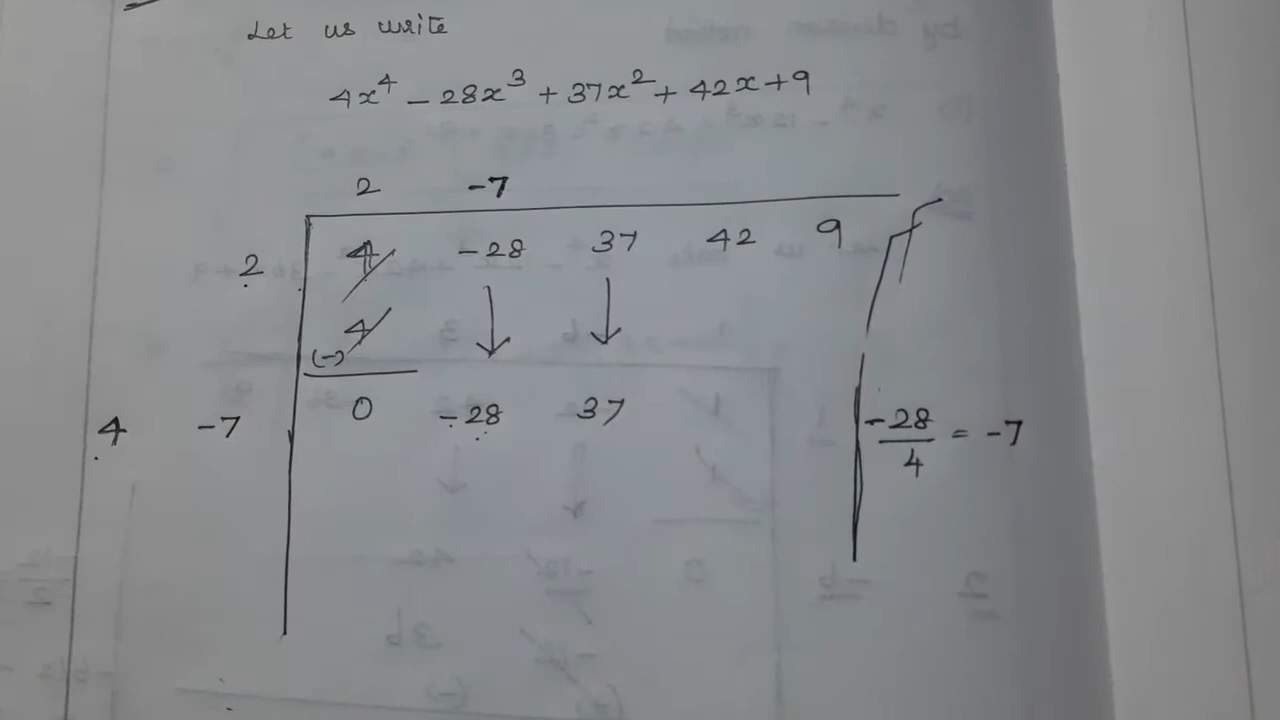 Let us write
4x⁴ - 28x³ + 37x² + 42x + 9
2 -7
2 4 -28 37 42 9
4
(-)
4 -7 0 -28 37 -28/4 = -7